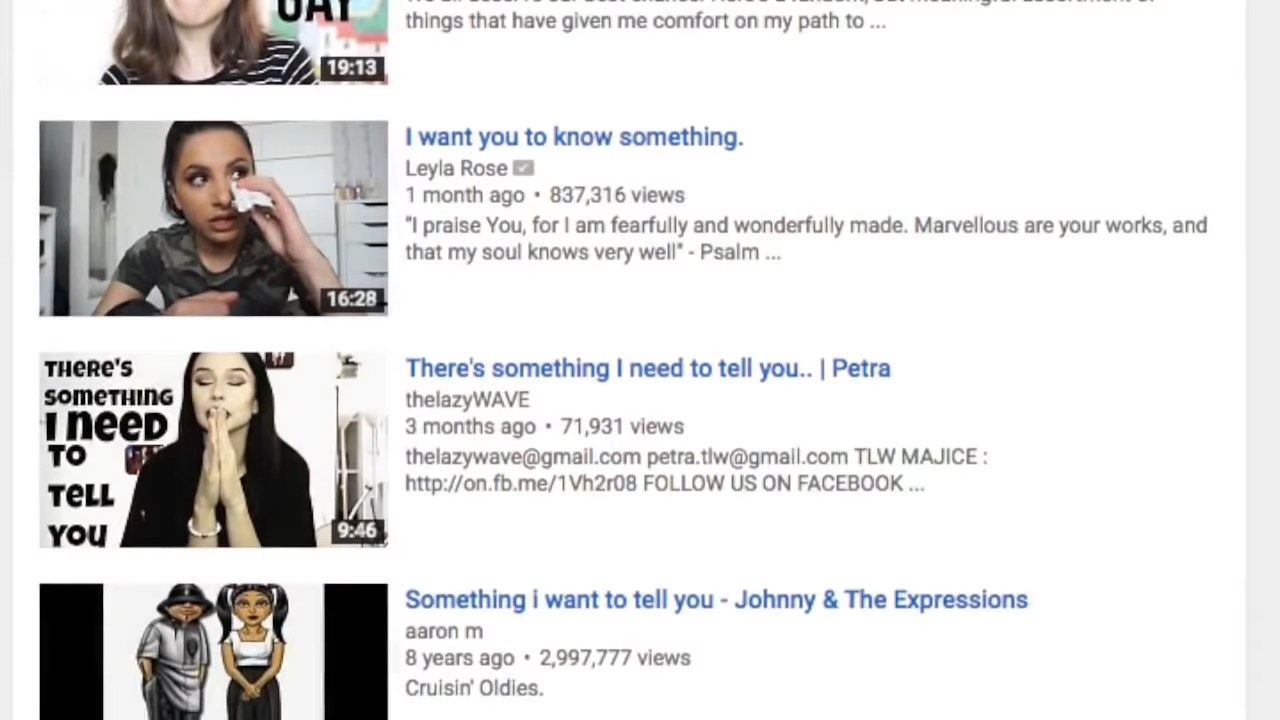 GAY
things that have given me comfort on my path to ...
19:13
I want you to know something.
Leyla Rose
1 month ago • 837,316 views
"I praise You, for I am fearfully and wonderfully made. Marvellous are your works, and
that my soul knows very well" - Psalm ...
16:28
THERE'S
SOMETHING
I NEED
TO
TELL
YOU
9:46
There's something I need to tell you.. | Petra
thelazyWAVE
3 months ago • 71,931 views
thelazywave@gmail.com petra.tlw@gmail.com TLW MAJICE :
http://on.fb.me/1Vh2r08 FOLLOW US ON FACEBOOK ...
Something i want to tell you - Johnny & The Expressions
aaron m
8 years ago • 2,997,777 views
Cruisin' Oldies.